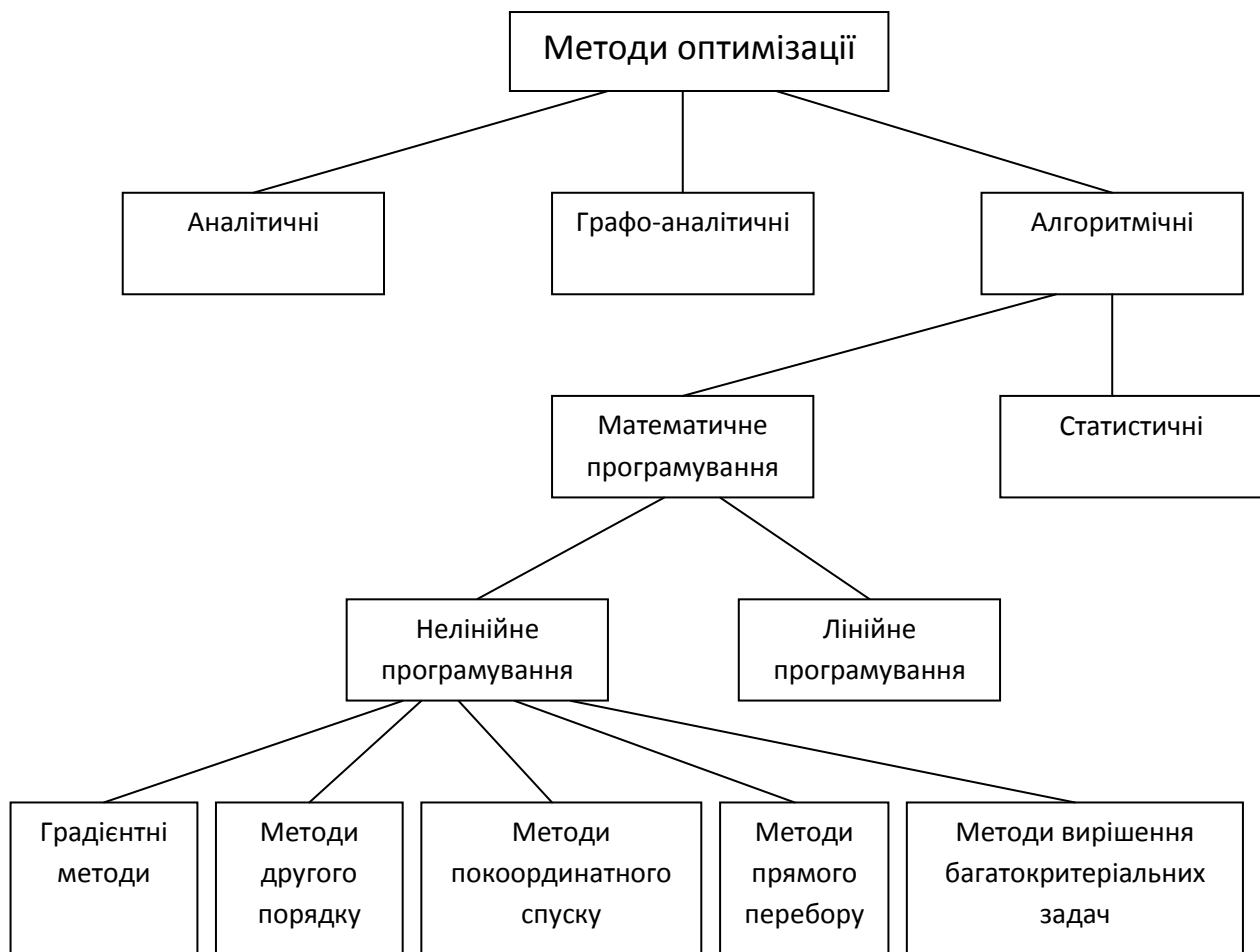 Методи оптимізації
Аналітичні
Графо-аналітичні
Алгоритмічні
Математичне
програмування
Статистичні
Нелінійне
програмування
Лінійне
програмування
Градієнтні
методи
Методи
другого
порядку
Методи
покоординатного
спуску
Методи
прямого
перебору
Методи вирішення
багатокритеріальних
задач